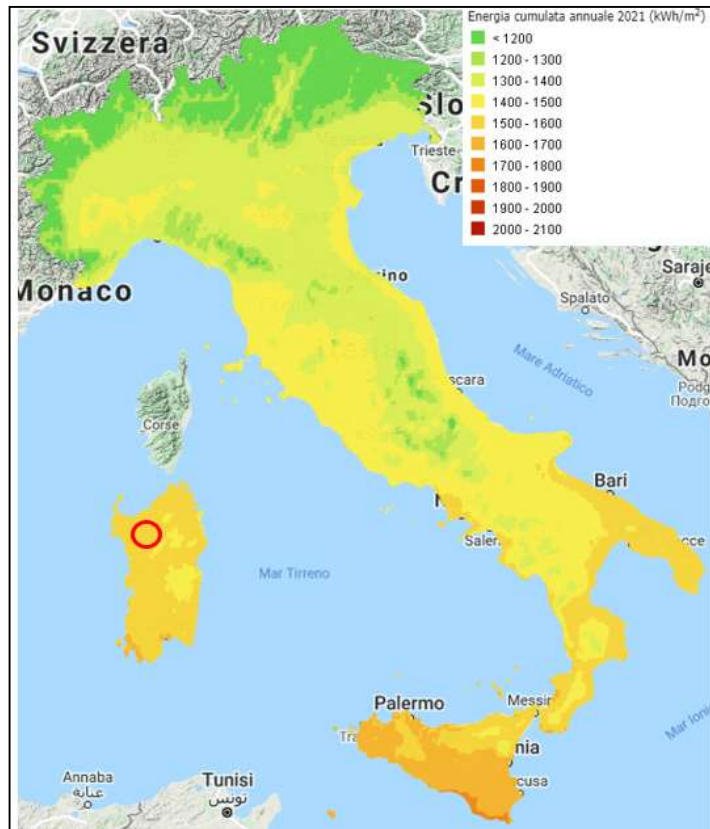 Energia cumulata annuale 2021 (kWh/m²)
< 1200
1200 - 1300
1300 - 1400
1400 - 1500
1500 - 1600
1600 - 1700
1700 - 1800
1800 - 1900
1900 - 2000
2000 - 2100
Svizzera
Slo
Trieste
Cr
Monaco
ino
Saraje
Spalato
Mo
Mare Adriatico
scara
Podg
Подго
Corse
Bari
N
Saler
cce
Mar Tirreno
Palermo
Messin
Tra
nia
Mar Ionio
cusa
Annaba
عنابة
Tunisi
تونس